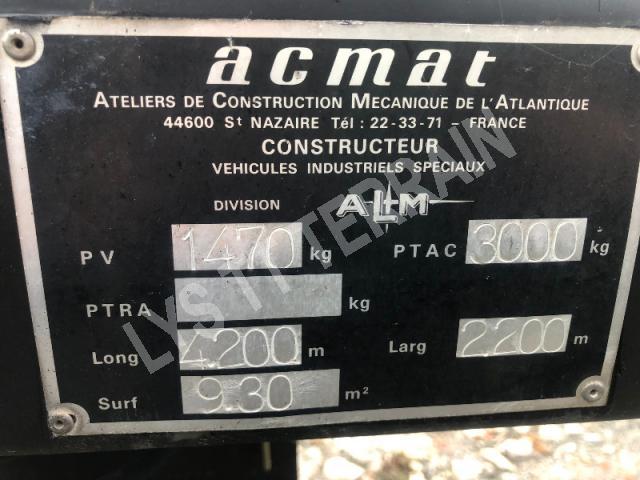 acmat
ATELIERS DE CONSTRUCTION MECANIQUE DE L'ATLANTIQUE
44600 St NAZAIRE Tél : 22-33-71 – FRANCE
CONSTRUCTEUR
VEHICULES INDUSTRIELS SPECIAUX
DIVISION ALM
PV 1470 kg PTAC 3000 kg
PTRA kg
Long 4.200 m Larg 2200 m
Surf 9.30 m²
LYS TT TERRAIN